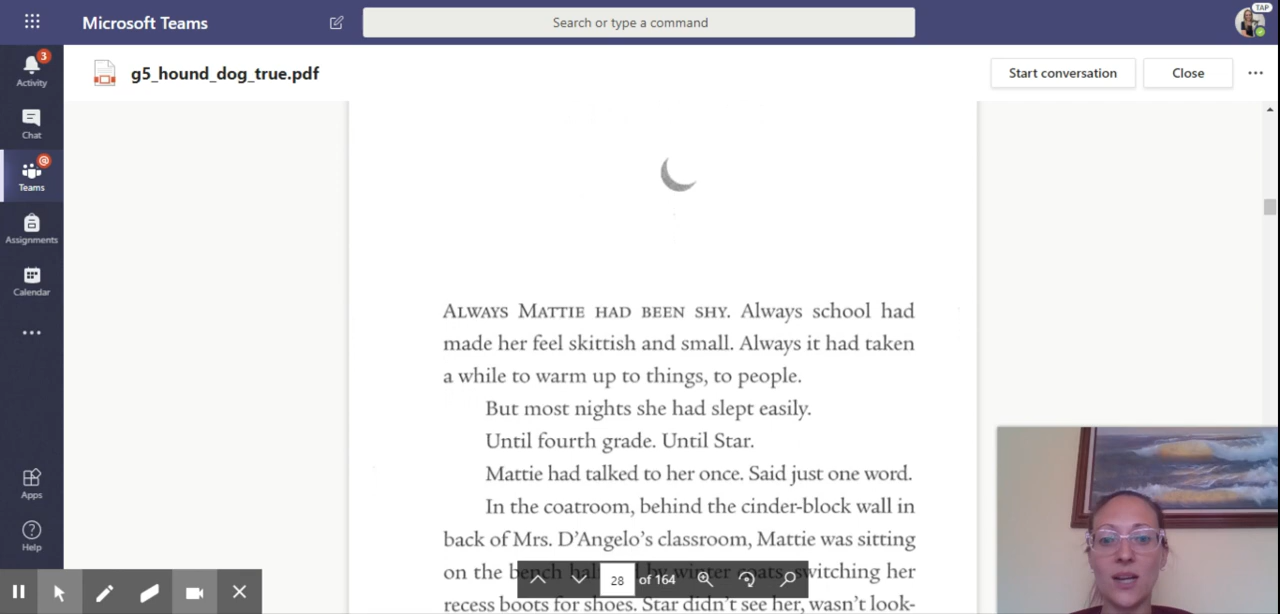 Microsoft Teams
Search or type a command
TAP
3
Activity
Chat
@
Teams
Assignments
Calendar
Apps
Help
g5_hound_dog_true.pdf
Start conversation
Close
ALWAYS MATTIE HAD BEEN SHY. Always school had
made her feel skittish and small. Always it had taken
a while to warm up to things, to people.
But most nights she had slept easily.
Until fourth grade. Until Star.
Mattie had talked to her once. Said just one word.
In the coatroom, behind the cinder-block wall in
back of Mrs. D'Angelo's classroom, Mattie was sitting
on the bench half by winter coats, switching her
recess boots for shoes. Star didn't see her, wasn't look-
28 of 164